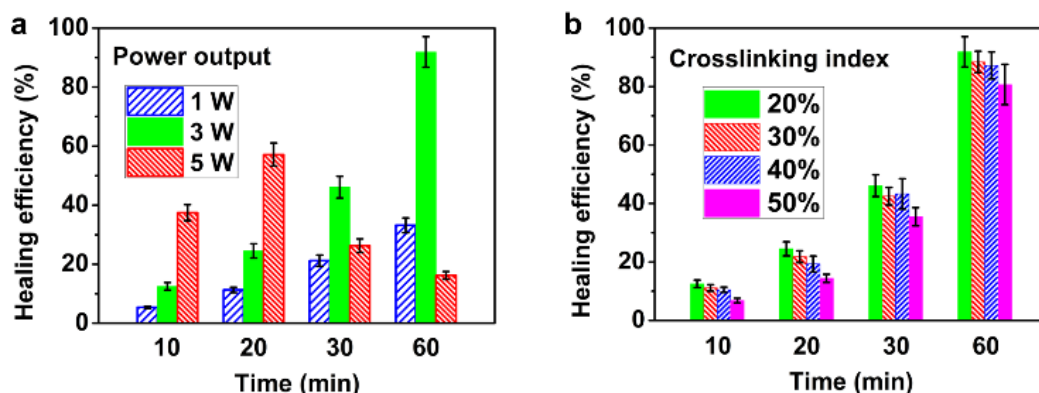 a
Healing efficiency (%)
100
80
60
40
20
0
Power output
1 W
3 W
5 W
10 20 30 60
Time (min)
b
Healing efficiency (%)
100
80
60
40
20
0
Crosslinking index
20%
30%
40%
50%
10 20 30 60
Time (min)